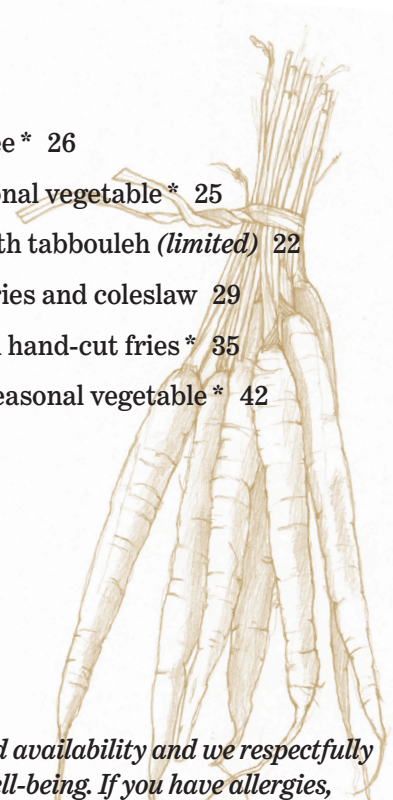 ee * 26
onal vegetable * 25
th tabbouleh (limited) 22
ries and coleslaw 29
hand-cut fries * 35
easonal vegetable * 42
d availability and we respectfully
ell-being. If you have allergies,